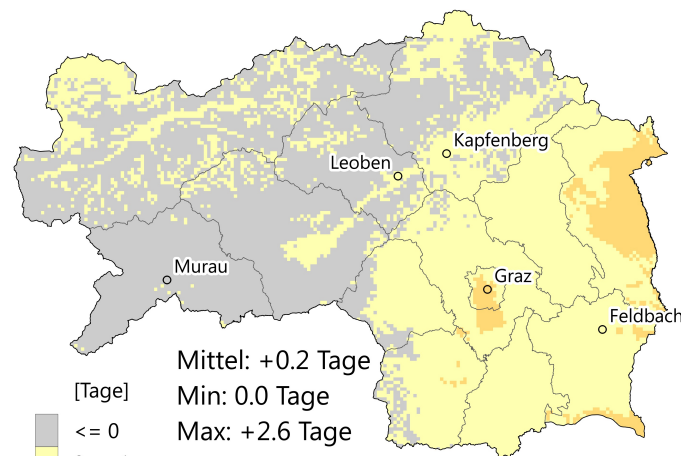 Kapfenberg
Leoben
Murau
Graz
Feldbach
Mittel: +0.2 Tage
[Tage]
Min: 0.0 Tage
<= 0
Max: +2.6 Tage